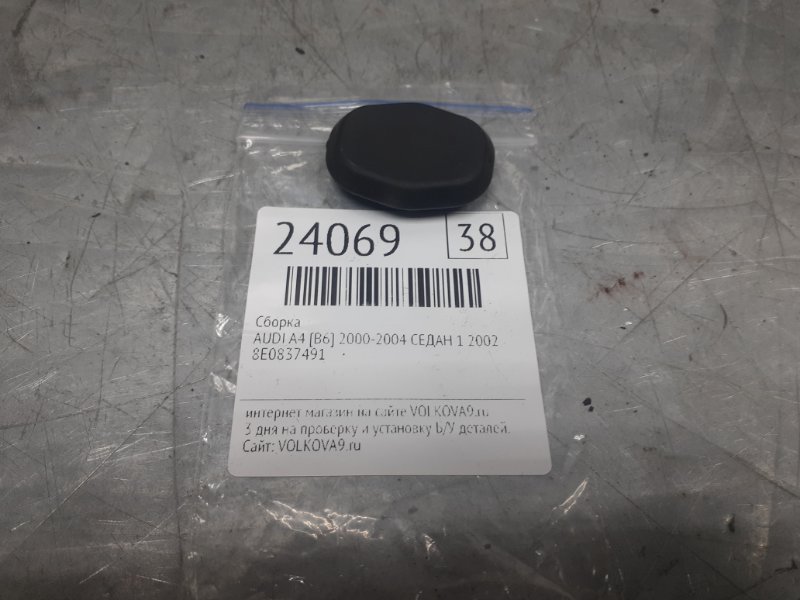 24069 38
Сборка
AUDI A4 [B6] 2000-2004 СЕДАН 1 2002
8E0837491
интернет магазин на сайте VOLKOVA9.ru
3 дня на проверку и установку Б/У деталей.
Сайт: VOLKOVA9.ru